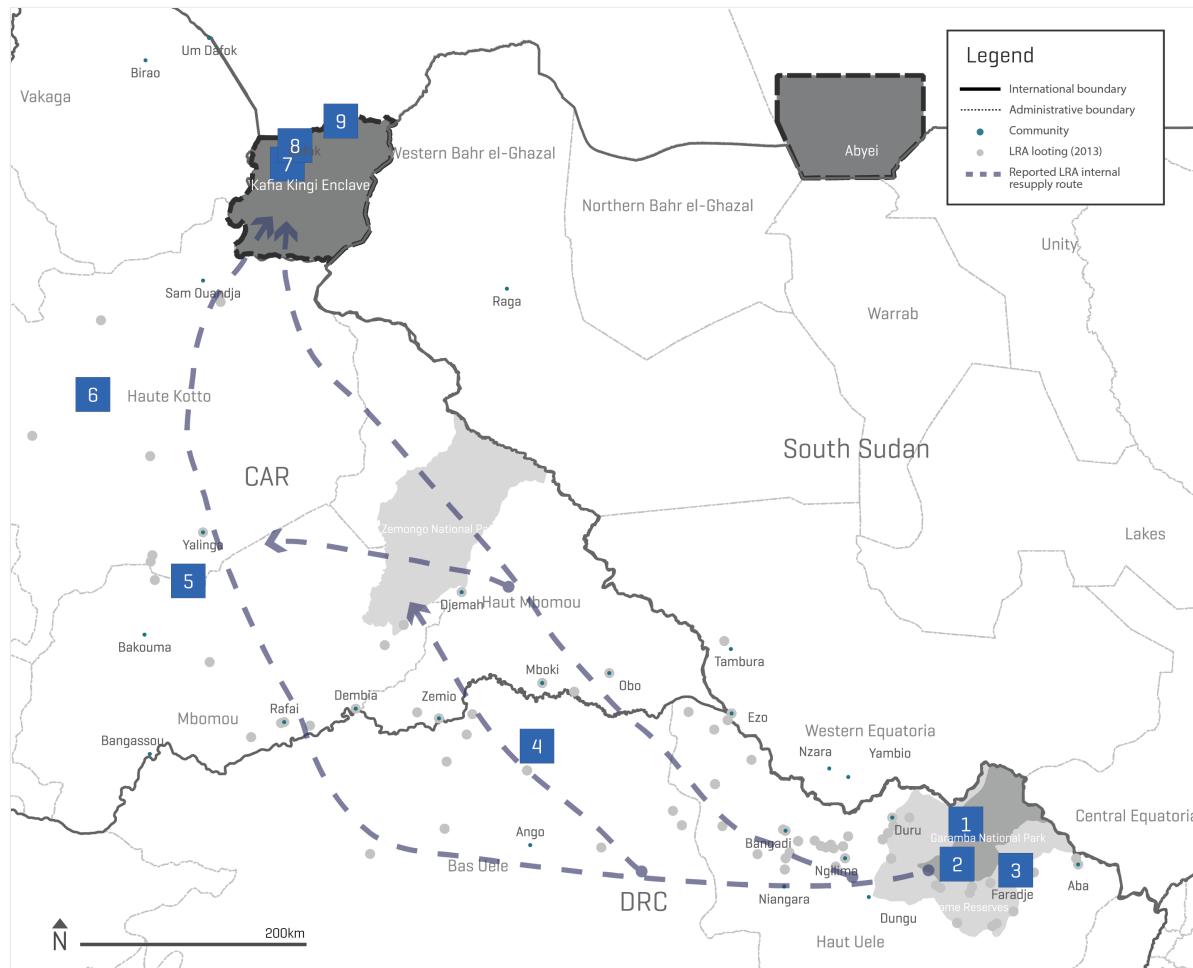 Um Dafok
Birao
Vakaga
9
8
7
Kafia Kingi Enclave
Western Bahr el-Ghazal
Northern Bahr el-Ghazal
Abyei
Legend
International boundary
Administrative boundary
Community
LRA looting (2013)
Reported LRA internal
resupply route
Unity
Sam Ouandja
Raga
Warrab
6
Haute Kotto
CAR
South Sudan
Zemongo National
Lakes
Yalinga
5
Djemah
Haut Mbomou
Bakouma
Tambura
Mboki
Obo
Dembia
Zemio
Mbomou
Rafai
Ezo
Bangassou
4
Western Equatoria
Nzara
Yambio
1
Central Equatoria
Duru
Garamba National Park
Ango
Bangadi
Bas Uele
Ngilima
2
3
Aba
Faradje
DRC
Niangara
Dungu
Reserves
Haut Uele
N
200km